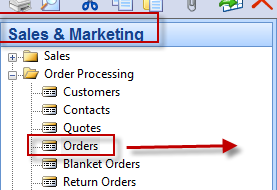 Sales & Marketing
Sales
Order Processing
Customers
Contacts
Quotes
Orders
Blanket Orders
Return Orders